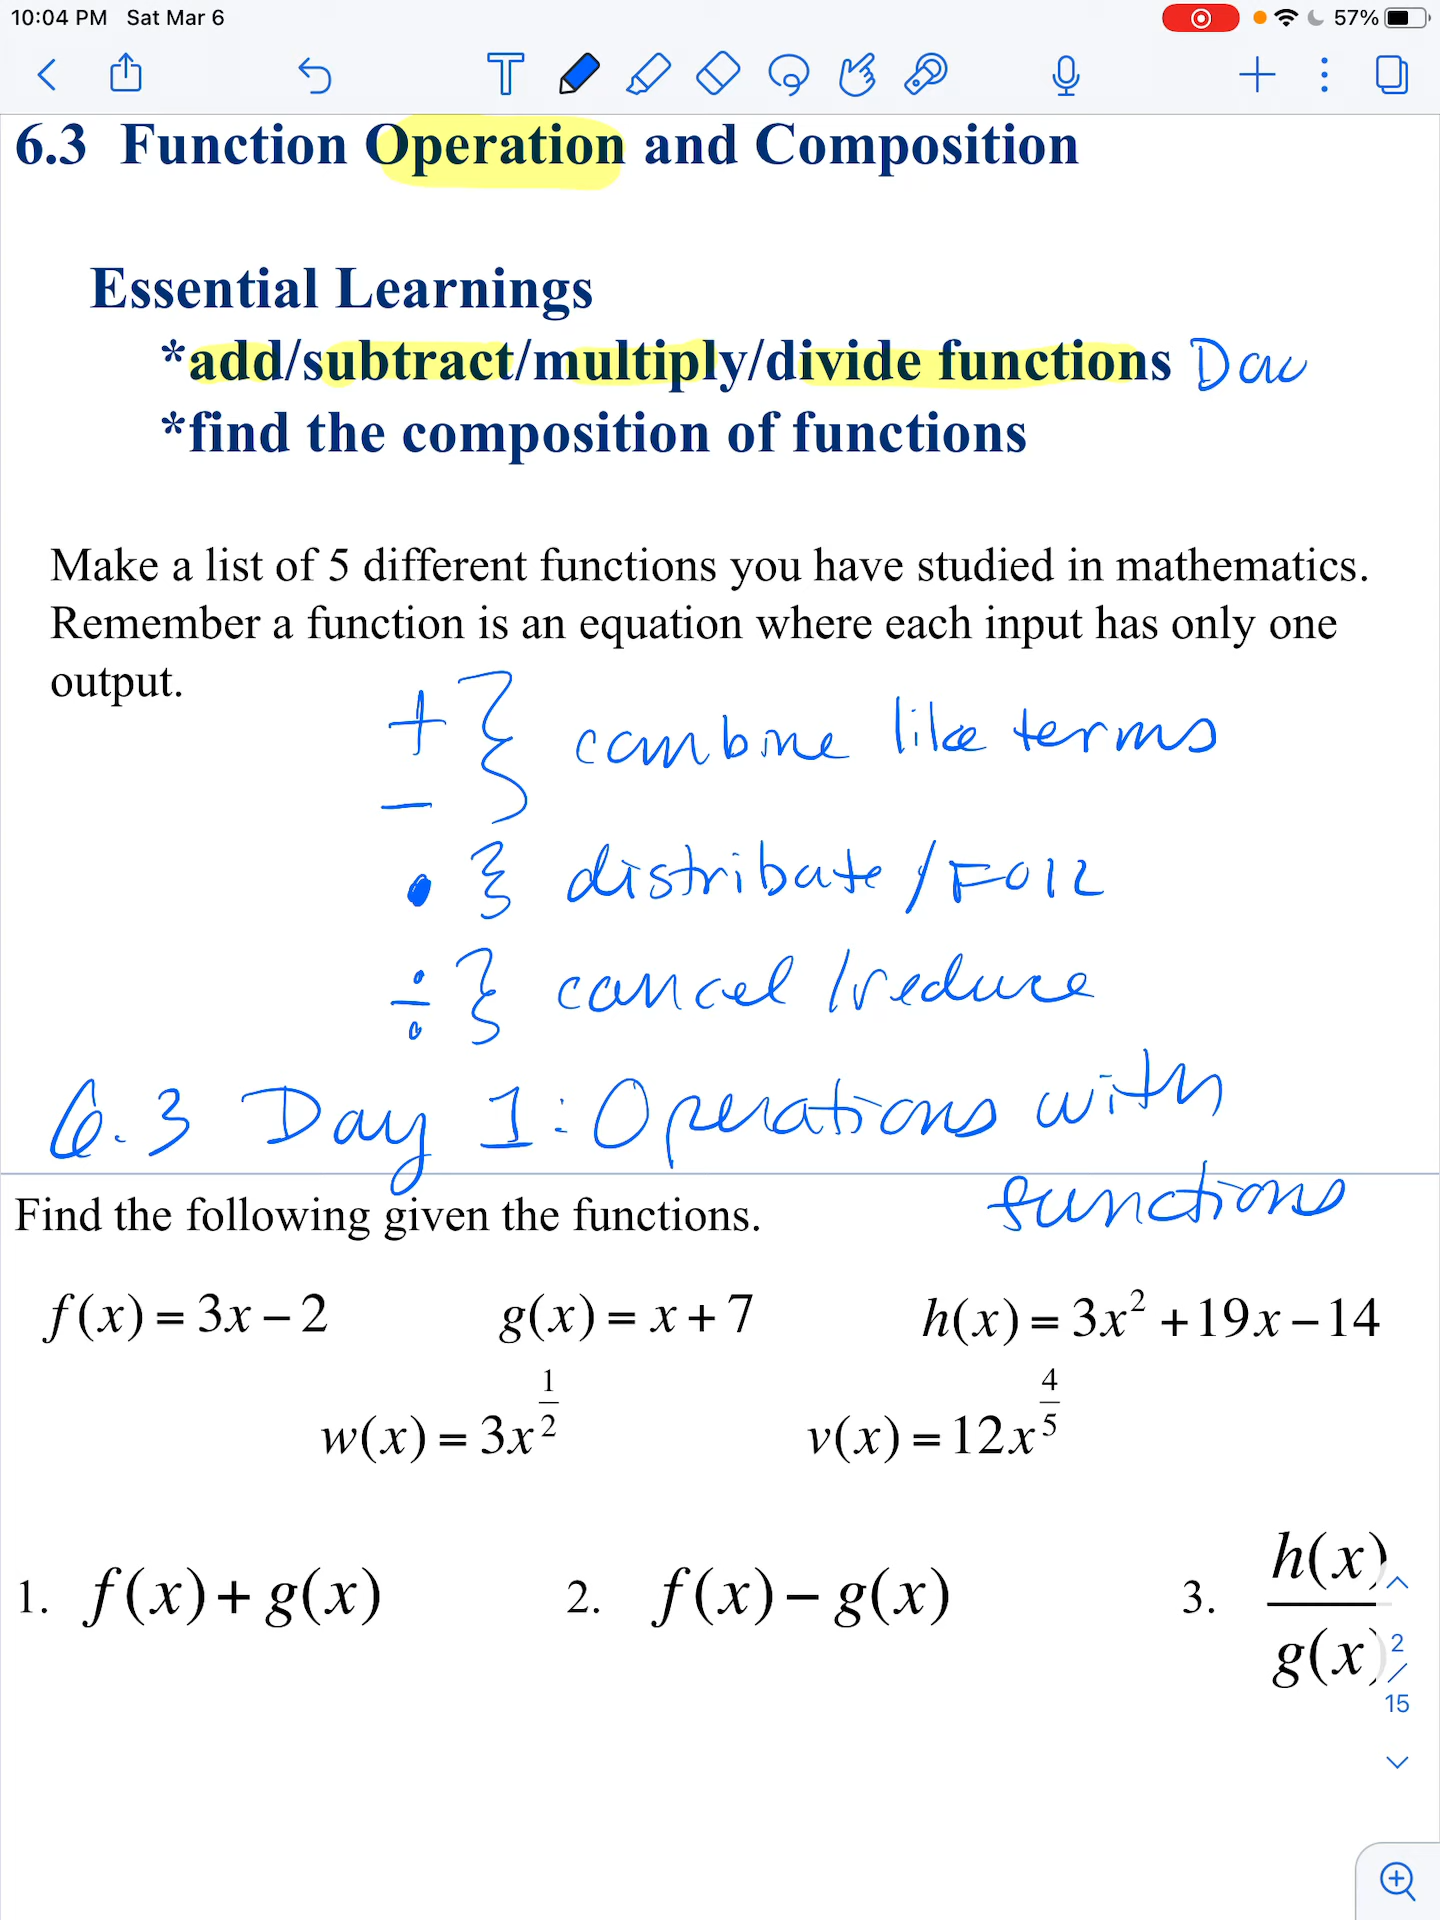 10:04 PM Sat Mar 6 57%
6.3 Function Operation and Composition
Essential Learnings
*add/subtract/multiply/divide functions
*find the composition of functions
Make a list of 5 different functions you have studied in mathematics.
Remember a function is an equation where each input has only one
output.
+
− } combine like terms
• } distribute / FOIL
÷ } cancel / reduce
6.3 Day 1: Operations with
functions
Find the following given the functions.
f(x) = 3x − 2 g(x) = x + 7 h(x) = 3x² + 19x − 14
w(x) = 3x^(1/2) v(x) = 12x^(4/5)
1. f(x) + g(x) 2. f(x) − g(x) 3. h(x)/g(x)
2
/
15